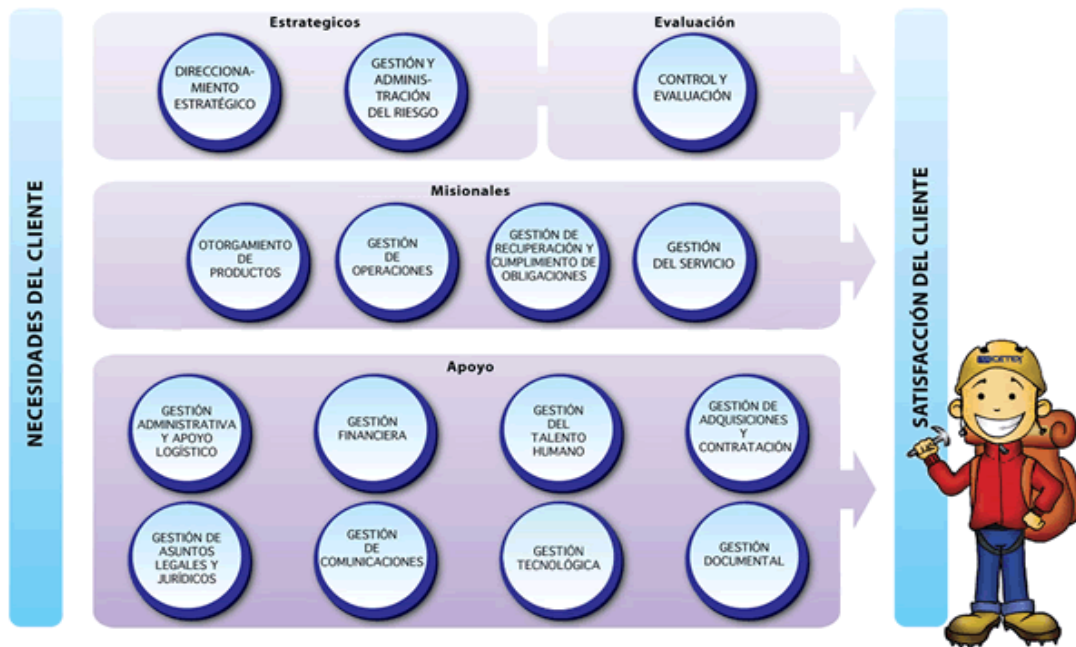 NECESIDADES DEL CLIENTE
Estrategicos
DIRECCIONA-
MIENTO
ESTRATÉGICO
GESTIÓN Y
ADMINIS-
TRACIÓN
DEL RIESGO
Evaluación
CONTROL Y
EVALUACIÓN
Misionales
OTORGAMIENTO
DE
PRODUCTOS
GESTIÓN
DE
OPERACIONES
GESTIÓN DE
RECUPERACIÓN Y
CUMPLIMIENTO DE
OBLIGACIONES
GESTIÓN
DEL SERVICIO
Apoyo
GESTIÓN
ADMINISTRATIVA
Y APOYO
LOGÍSTICO
GESTIÓN
FINANCIERA
GESTIÓN
DEL
TALENTO
HUMANO
GESTIÓN DE
ADQUISICIONES
Y
CONTRATACIÓN
GESTIÓN DE
ASUNTOS
LEGALES Y
JURÍDICOS
GESTIÓN
DE
COMUNICACIONES
GESTIÓN
TECNOLÓGICA
GESTIÓN
DOCUMENTAL
SATISFACCIÓN DEL CLIENTE